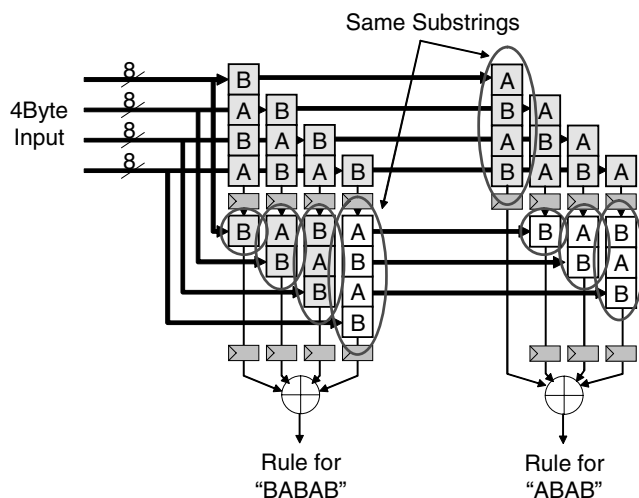 Same Substrings
8 B A
4Byte
Input
8 A B B A
8 B A B A B A
8 A B A B B A B A
B A B A B A B
B A B B A
B A B
B
Rule for
"BABAB"
Rule for
"ABAB"